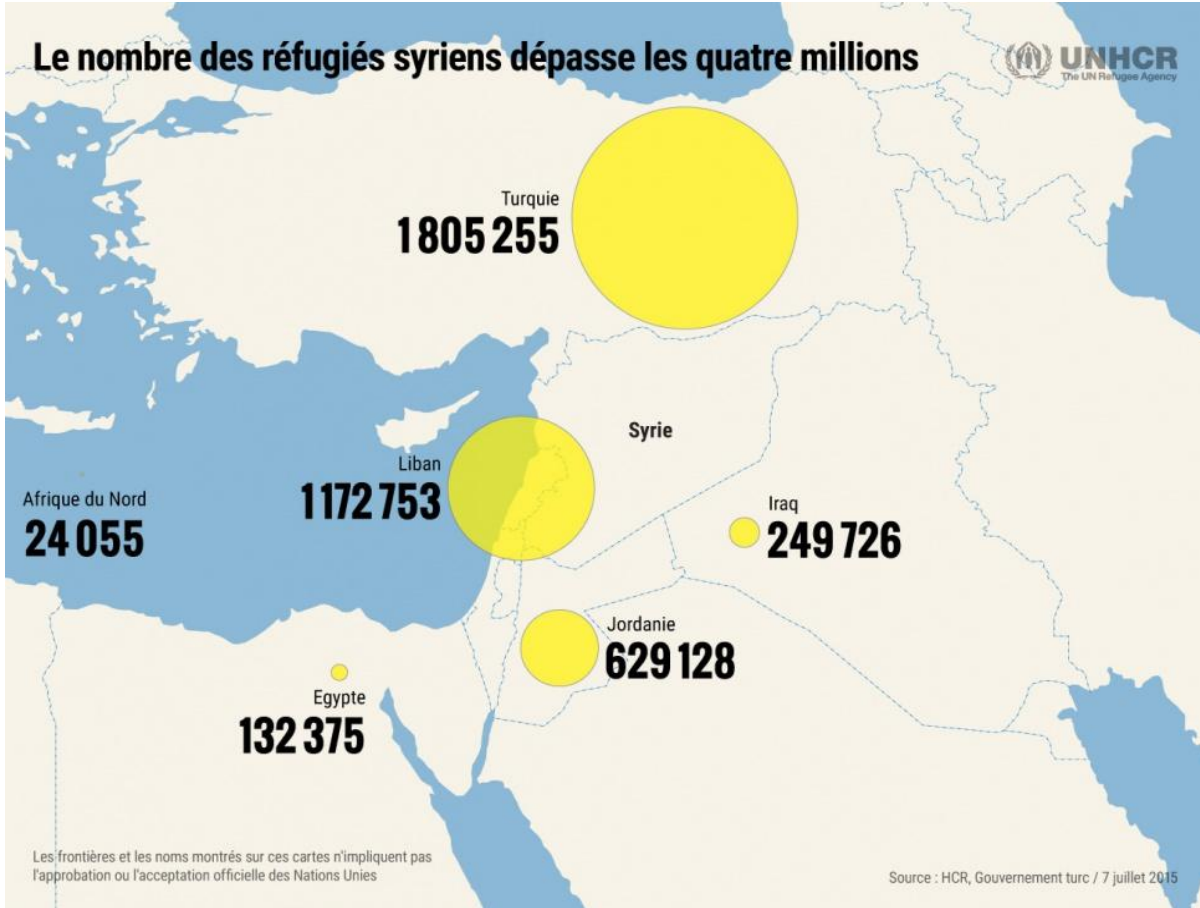 Le nombre des réfugiés syriens dépasse les quatre millions
UNHCR
The UN Refugee Agency
Turquie
1 805 255
Syrie
Liban
1 172 753
Afrique du Nord
24 055
Iraq
249 726
Jordanie
629 128
Egypte
132 375
Les frontières et les noms montrés sur ces cartes n'impliquent pas
l'approbation ou l'acceptation officielle des Nations Unies
Source : HCR, Gouvernement turc / 7 juillet 2015